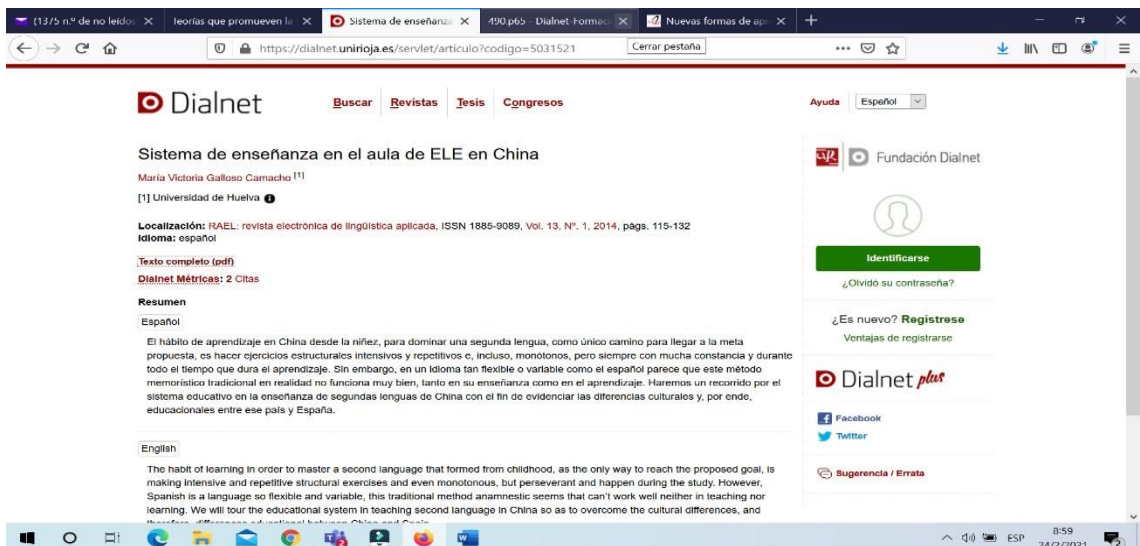 (1375 n.º de no leídos
teorías que promueven la
Sistema de enseñanza
490.p65 - Dialnet-Formaci
Nuevas formas de apr
https://dialnet.unirioja.es/servlet/articulo?codigo=5031521
Cerrar pestaña
Dialnet
Buscar Revistas Tesis Congresos
Ayuda Español
Sistema de enseñanza en el aula de ELE en China
María Victoria Galloso Camacho [1]
[1] Universidad de Huelva
Localización: RAEL: revista electrónica de lingüística aplicada, ISSN 1885-9089, Vol. 13, Nº. 1, 2014, págs. 115-132
Idioma: español
Texto completo (pdf)
Dialnet Métricas: 2 Citas
Resumen
Español
El hábito de aprendizaje en China desde la niñez, para dominar una segunda lengua, como único camino para llegar a la meta
propuesta, es hacer ejercicios estructurales intensivos y repetitivos e, incluso, monótonos, pero siempre con mucha constancia y durante
todo el tiempo que dura el aprendizaje. Sin embargo, en un idioma tan flexible o variable como el español parece que este método
memorístico tradicional en realidad no funciona muy bien, tanto en su enseñanza como en el aprendizaje. Haremos un recorrido por el
sistema educativo en la enseñanza de segundas lenguas de China con el fin de evidenciar las diferencias culturales y, por ende,
educacionales entre ese país y España.
English
The habit of learning in order to master a second language that formed from childhood, as the only way to reach the proposed goal, is
making intensive and repetitive structural exercises and even monotonous, but perseverant and happen during the study. However,
Spanish is a language so flexible and variable, this traditional method anamnestic seems that can't work well neither in teaching nor
learning. We will tour the educational system in teaching second language in China so as to overcome the cultural differences, and
therefore, differences educational between China and Spain.
Fundación Dialnet
Identificarse
¿Olvidó su contraseña?
¿Es nuevo? Regístrese
Ventajas de registrarse
Dialnet plus
Facebook
Twitter
Sugerencia / Errata
ESP
8:59
24/2/2021